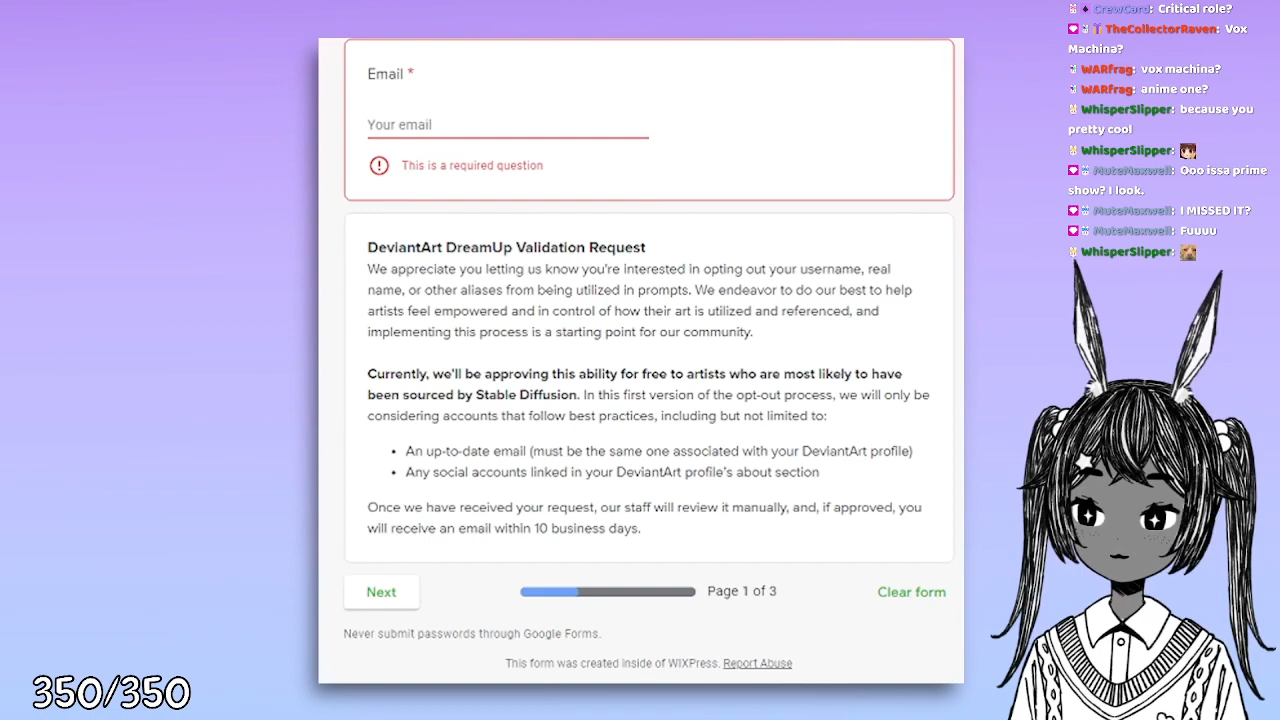 Email *
Your email
This is a required question
DeviantArt DreamUp Validation Request
We appreciate you letting us know you're interested in opting out your username, real
name, or other aliases from being utilized in prompts. We endeavor to do our best to help
artists feel empowered and in control of how their art is utilized and referenced, and
implementing this process is a starting point for our community.
Currently, we'll be approving this ability for free to artists who are most likely to have
been sourced by Stable Diffusion. In this first version of the opt-out process, we will only be
considering accounts that follow best practices, including but not limited to:
• An up-to-date email (must be the same one associated with your DeviantArt profile)
• Any social accounts linked in your DeviantArt profile's about section
Once we have received your request, our staff will review it manually, and, if approved, you
will receive an email within 10 business days.
Next
Page 1 of 3
Clear form
Never submit passwords through Google Forms.
This form was created inside of WIXPress. Report Abuse
350/350
CrewCard: Critical role?
TheCollectorRaven: Vox
Machina?
WARfrag: vox machina?
WARfrag: anime one?
WhisperSlipper: because you
pretty cool
WhisperSlipper:
MuteMaxwell: Ooo issa prime
show? I look.
MuteMaxwell: I MISSED IT?
MuteMaxwell: FUUUU
WhisperSlipper: